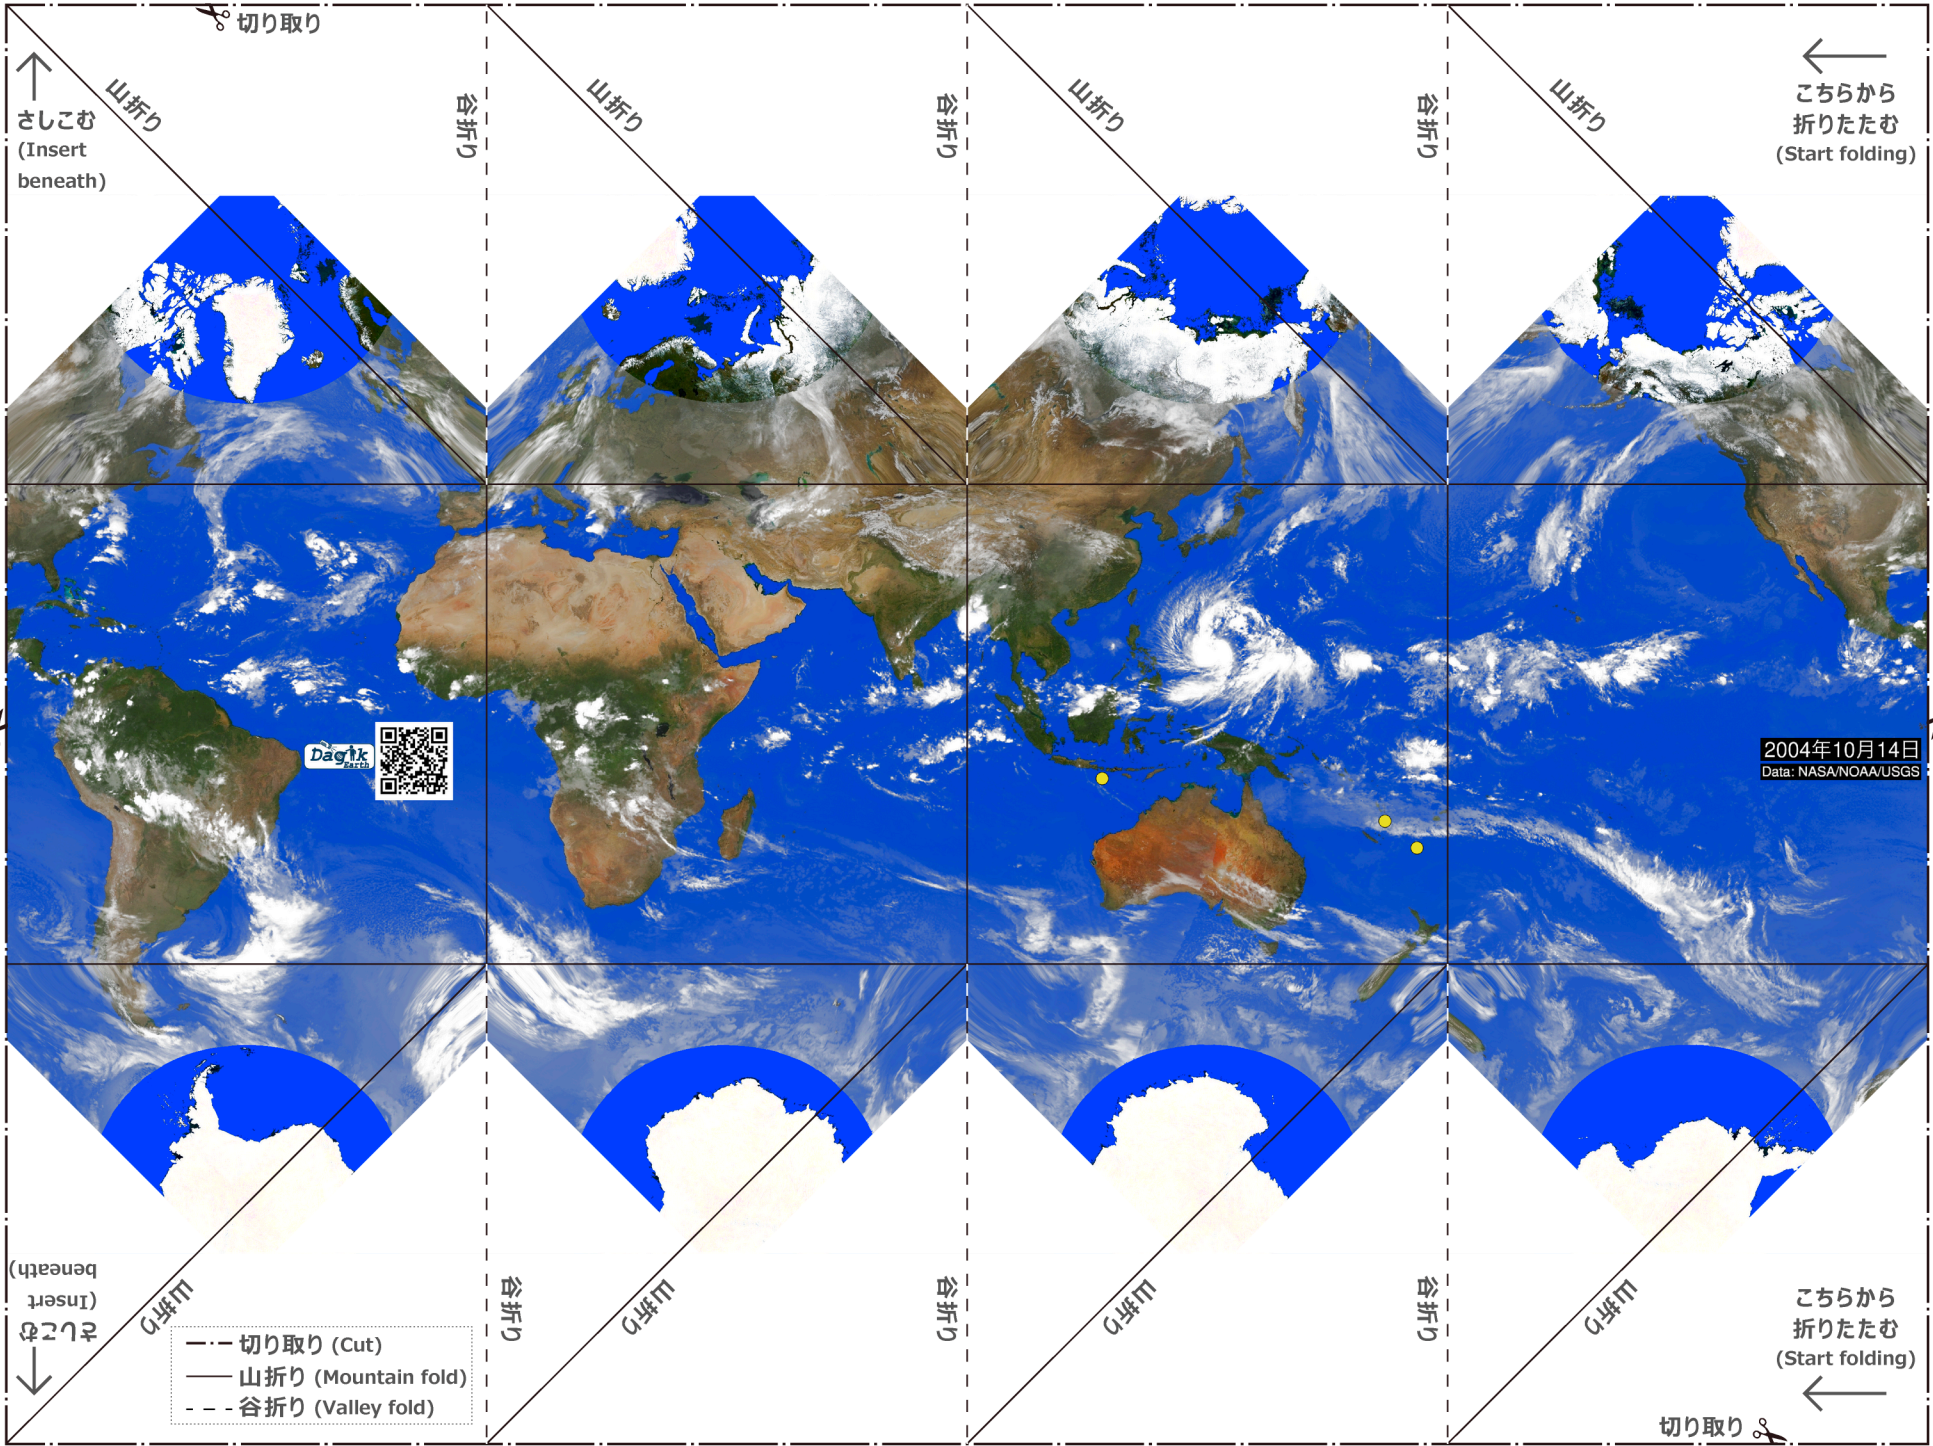 切り取り
山折り
谷折り
山折り
谷折り
山折り
谷折り
山折り
さしこむ
(Insert
beneath)
こちらから
折りたたむ
(Start folding)
Dagik
Earth
2004年10月14日
Data: NASA/NOAA/USGS
さしこむ
(Insert
beneath)
山折り
谷折り
山折り
谷折り
山折り
谷折り
山折り
切り取り (Cut)
山折り (Mountain fold)
谷折り (Valley fold)
こちらから
折りたたむ
(Start folding)
切り取り